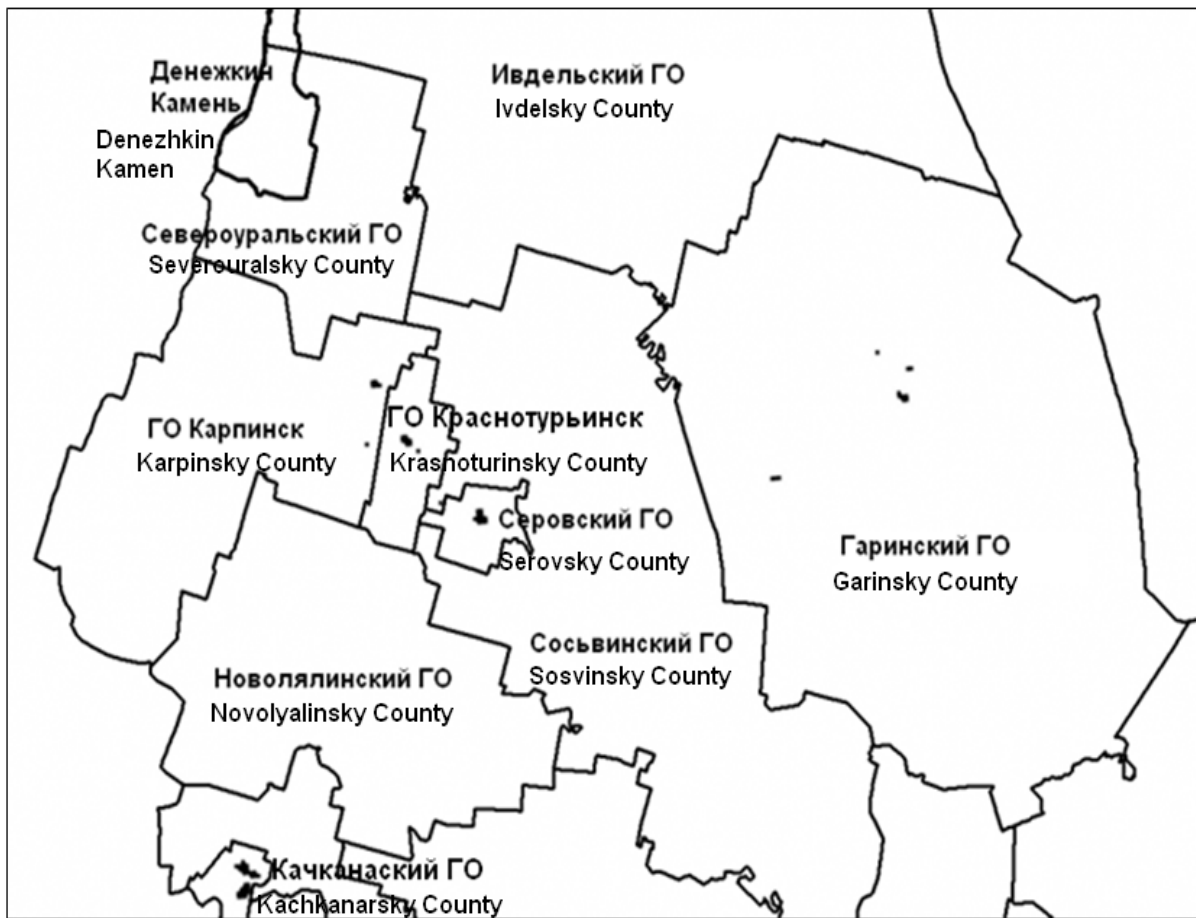 Денежкин
Камень
Denezhkin
Kamen
Ивдельский ГО
Ivdelsky County
Североуральский ГО
Severouralsky County
ГО Карпинск
Karpinsky County
ГО Краснотурьинск
Krasnoturinsky County
Серовский ГО
Serovsky County
Гаринский ГО
Garinsky County
Сосьвинский ГО
Sosvinsky County
Новолялинский ГО
Novolyalinsky County
Качканаский ГО
Kachkanarsky County